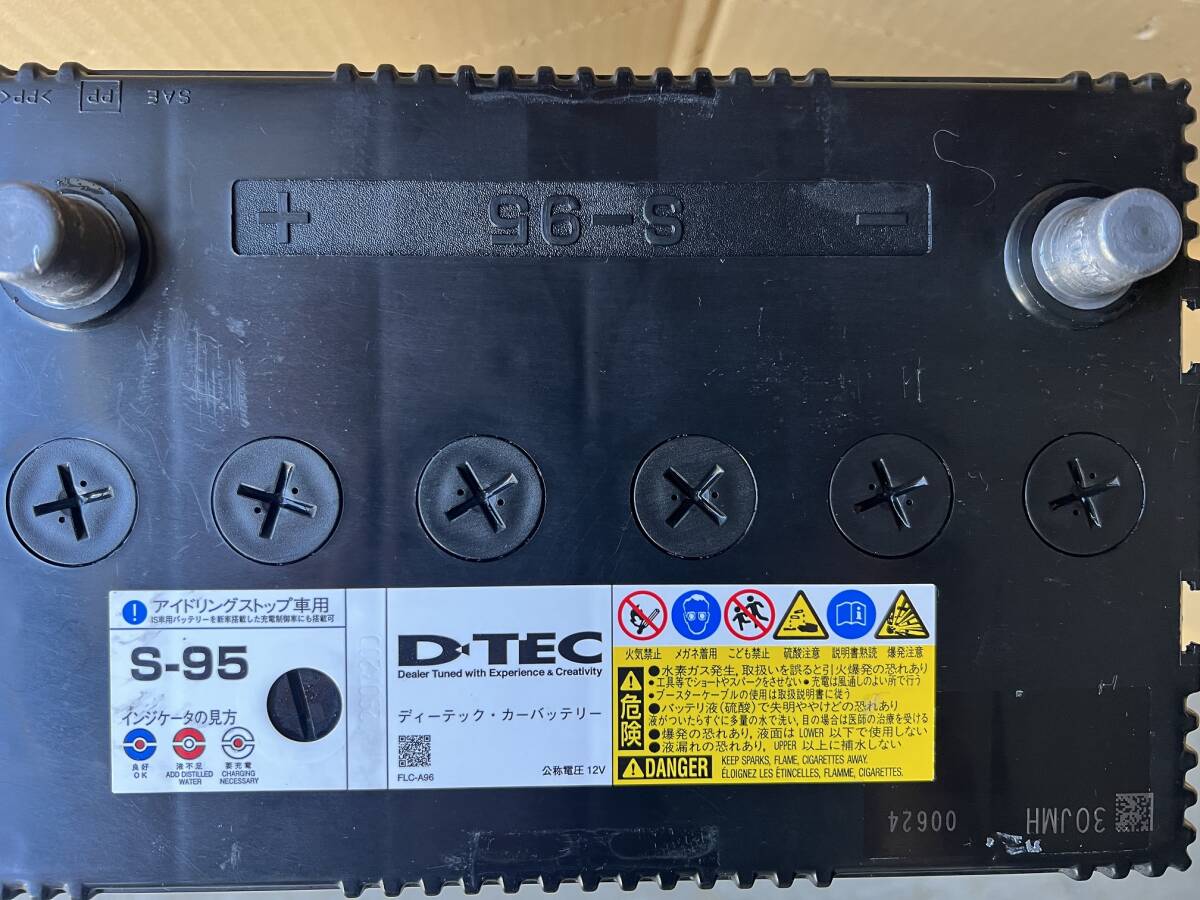 >PP<
PP
SAE
+ S-95 −
! アイドリングストップ車用
IS車用バッテリーを新車搭載した充電制御車にも搭載可
S-95
インジケータの見方
良好
OK
液不足
ADD DISTILLED
WATER
要充電
CHARGING
NECESSARY
D-TEC
Dealer Tuned with Experience & Creativity
ディーテック・カーバッテリー
FLC-A96
公称電圧 12V
火気禁止 メガネ着用 こども禁止 硫酸注意 説明書熟読 爆発注意
危険
●水素ガス発生, 取扱いを誤ると引火爆発の恐れあり
●工具等でショートやスパークをさせない ●充電は風通しのよい所で行う
●ブースターケーブルの使用は取扱説明書に従う
●バッテリ液(硫酸)で失明ややけどの恐れあり
液がついたらすぐに多量の水で洗い, 目の場合は医師の治療を受ける
●爆発の恐れあり, 液面は LOWER 以下で使用しない
●液漏れの恐れあり, UPPER 以上に補水しない
DANGER
KEEP SPARKS, FLAME, CIGARETTES AWAY.
ÉLOIGNEZ LES ÉTINCELLES, FLAMME, CIGARETTES.
30JMH 00624